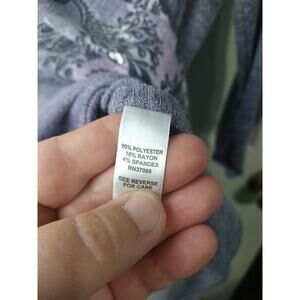 80% POLYESTER
16% RAYON
4% SPANDEX
RN37080
SEE REVERSE
FOR CARE